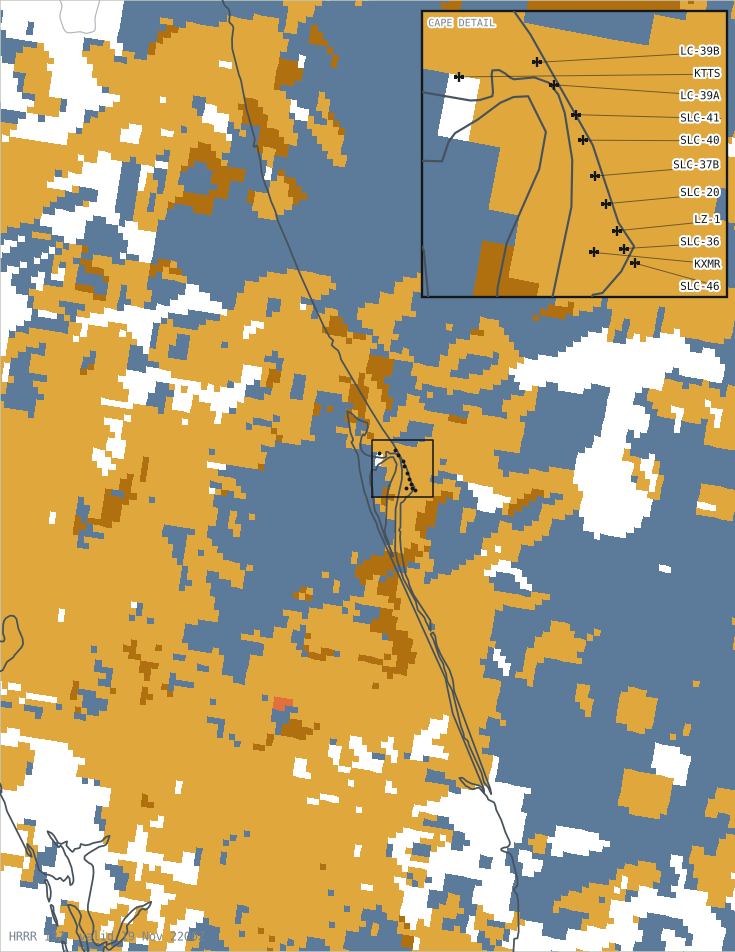 CAPE DETAIL
LC-39B
KTTS
LC-39A
SLC-41
SLC-40
SLC-37B
SLC-20
LZ-1
SLC-36
KXMR
SLC-46
HRRR Nov